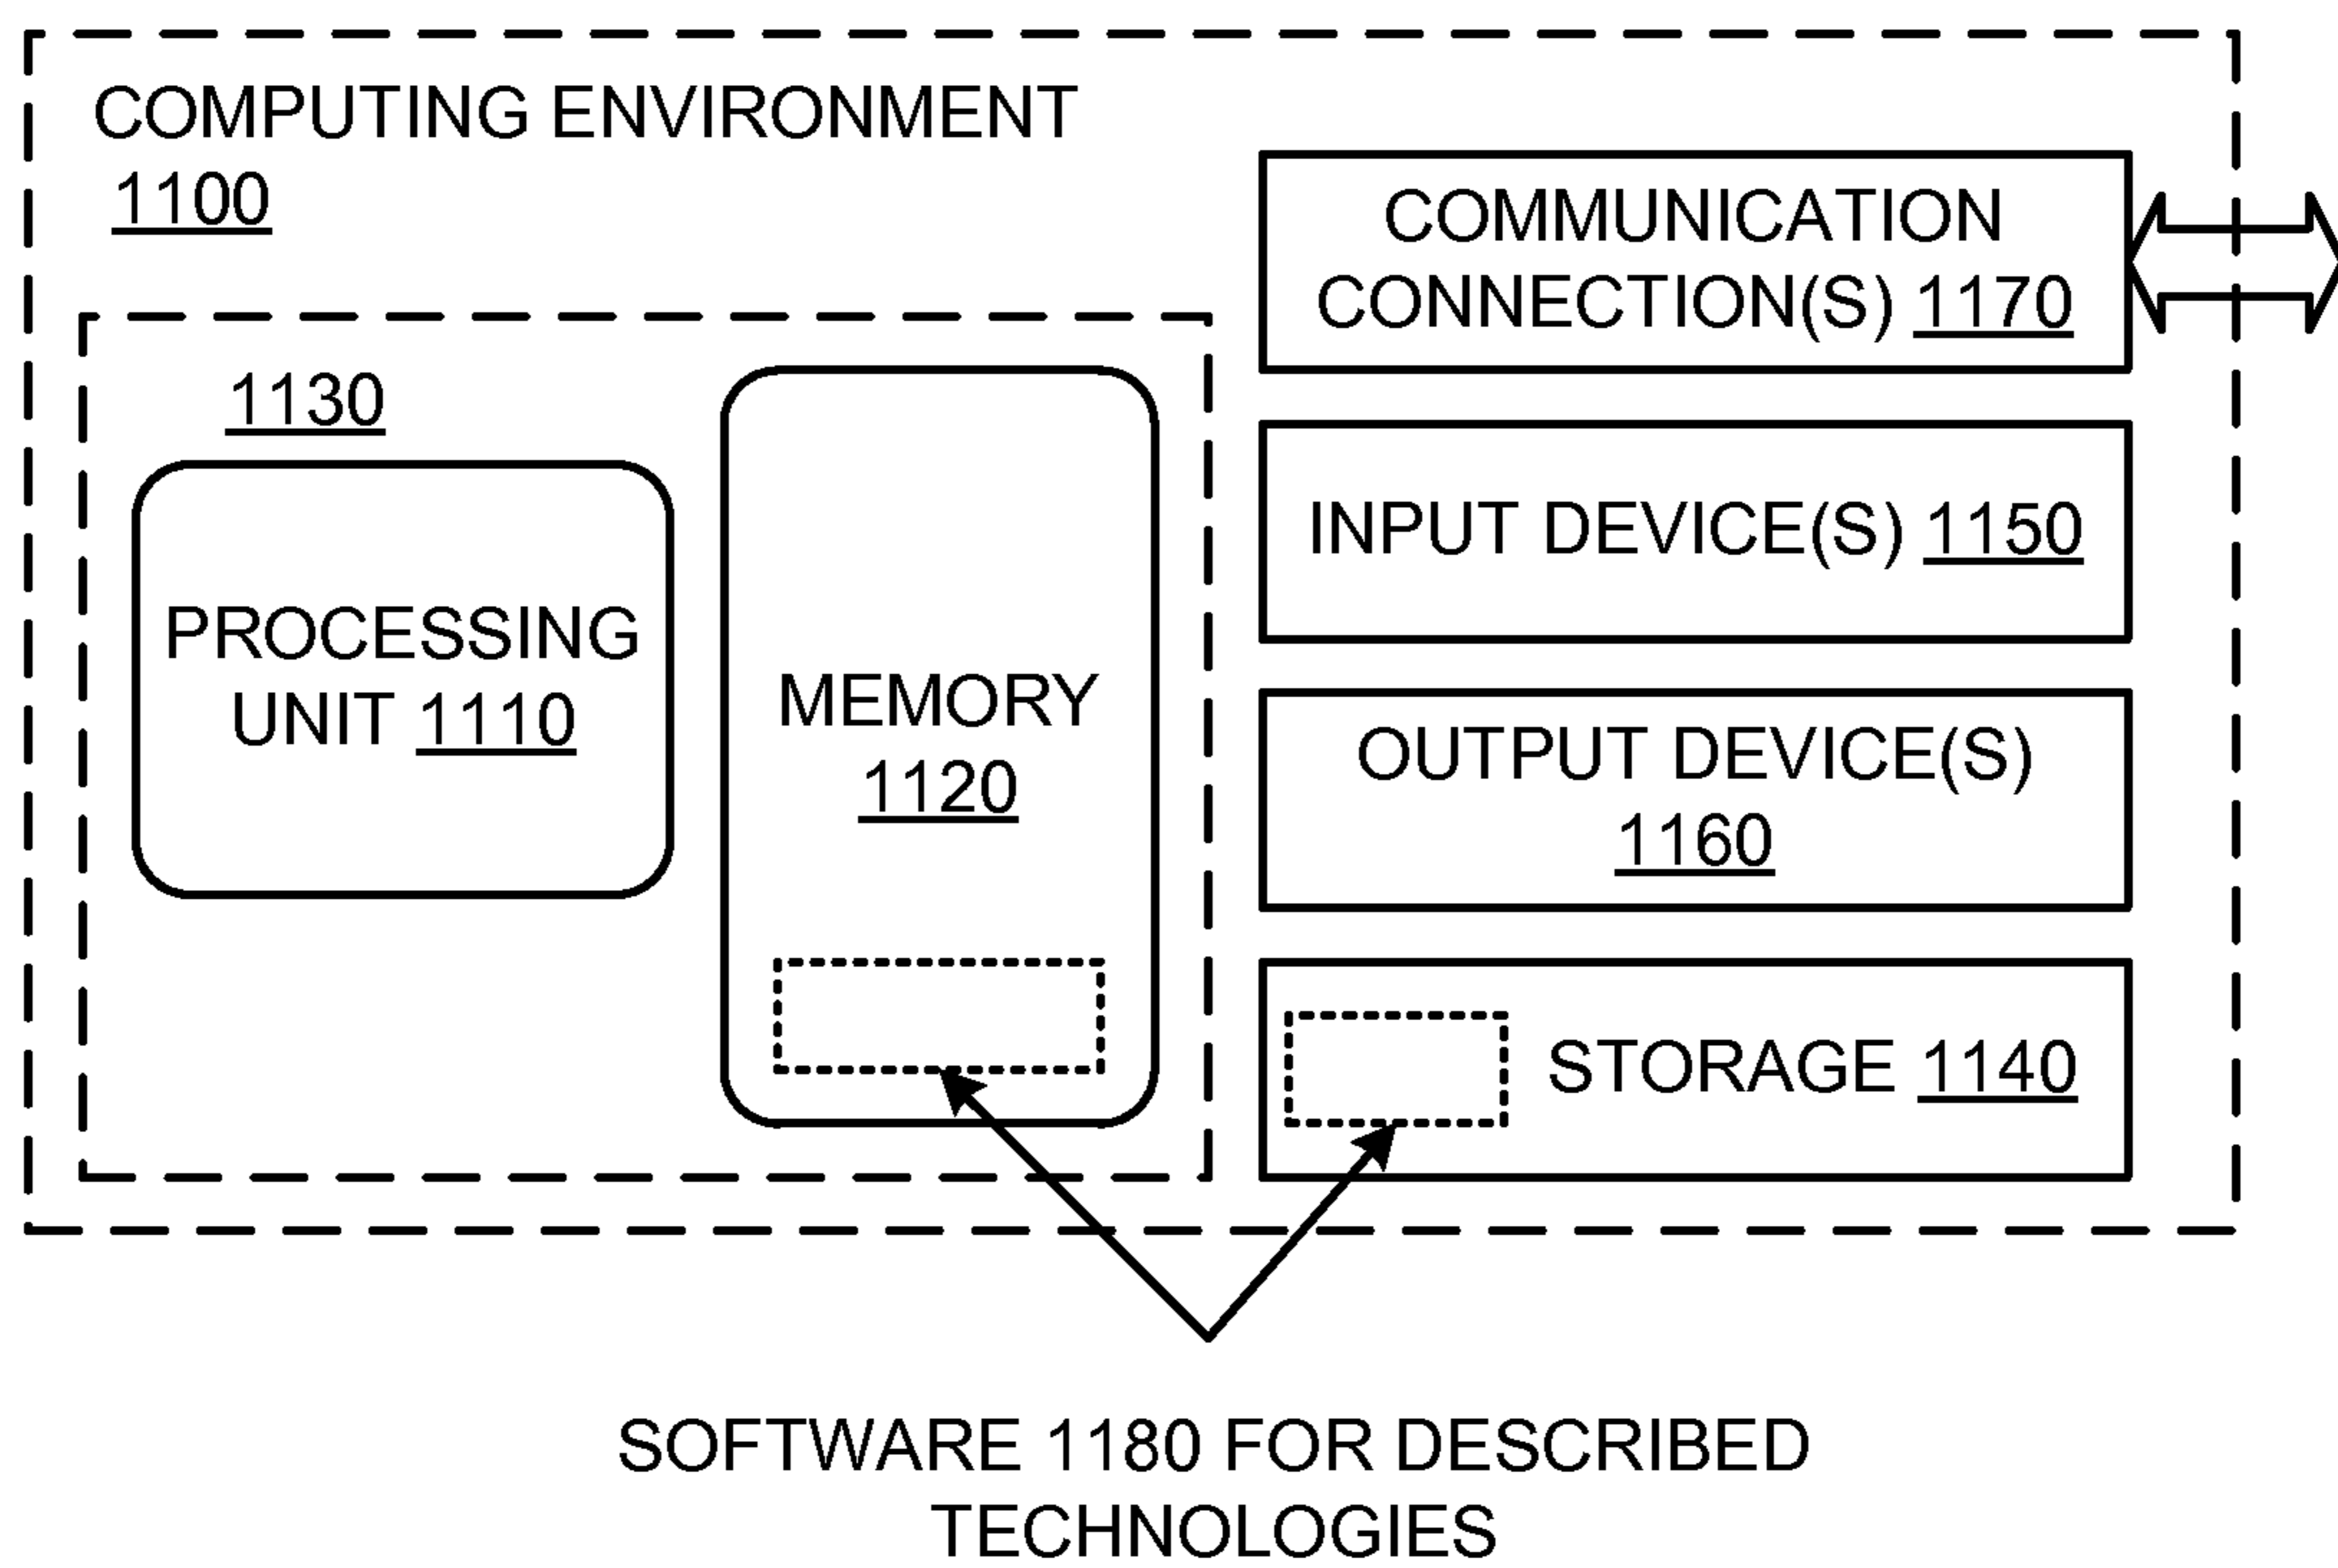 COMPUTING ENVIRONMENT
1100
1130
PROCESSING
UNIT 1110
MEMORY
1120
COMMUNICATION
CONNECTION(S) 1170
INPUT DEVICE(S) 1150
OUTPUT DEVICE(S)
1160
STORAGE 1140
SOFTWARE 1180 FOR DESCRIBED
TECHNOLOGIES